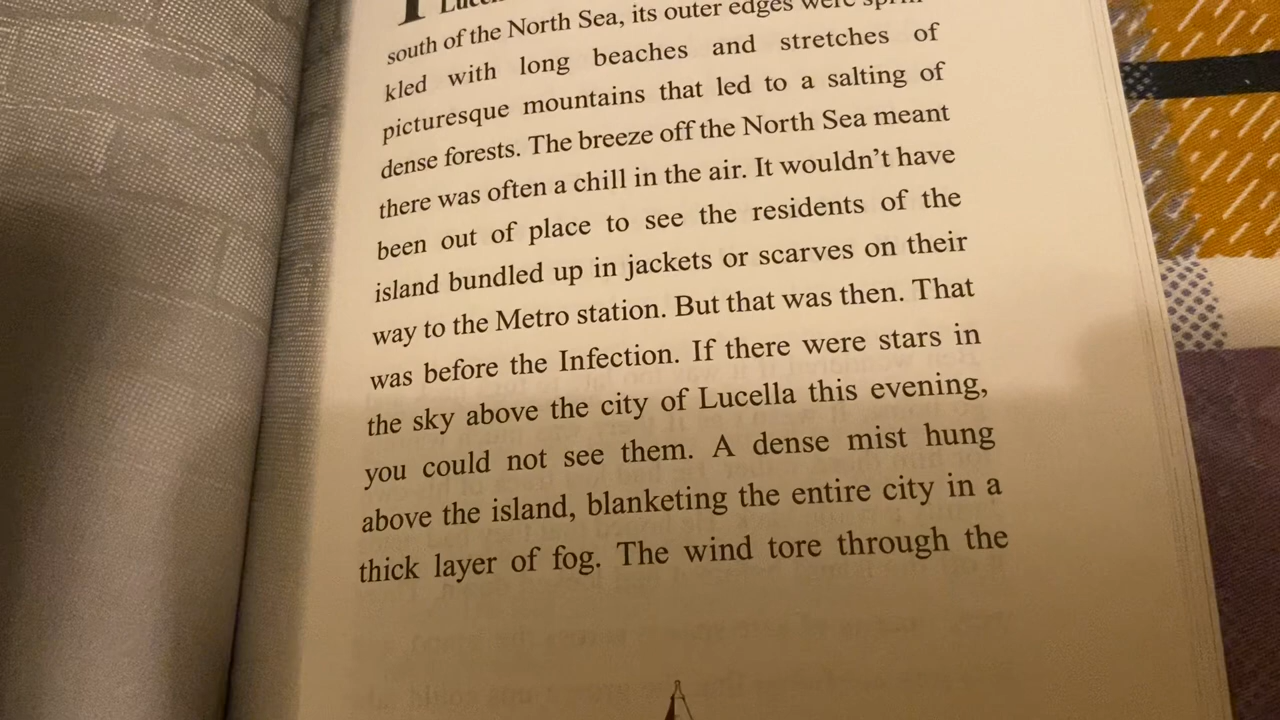 south of the North Sea, its outer edges were
kled with long beaches and stretches of
picturesque mountains that led to a salting of
dense forests. The breeze off the North Sea meant
there was often a chill in the air. It wouldn’t have
been out of place to see the residents of the
island bundled up in jackets or scarves on their
way to the Metro station. But that was then. That
was before the Infection. If there were stars in
the sky above the city of Lucella this evening,
you could not see them. A dense mist hung
above the island, blanketing the entire city in a
thick layer of fog. The wind tore through the